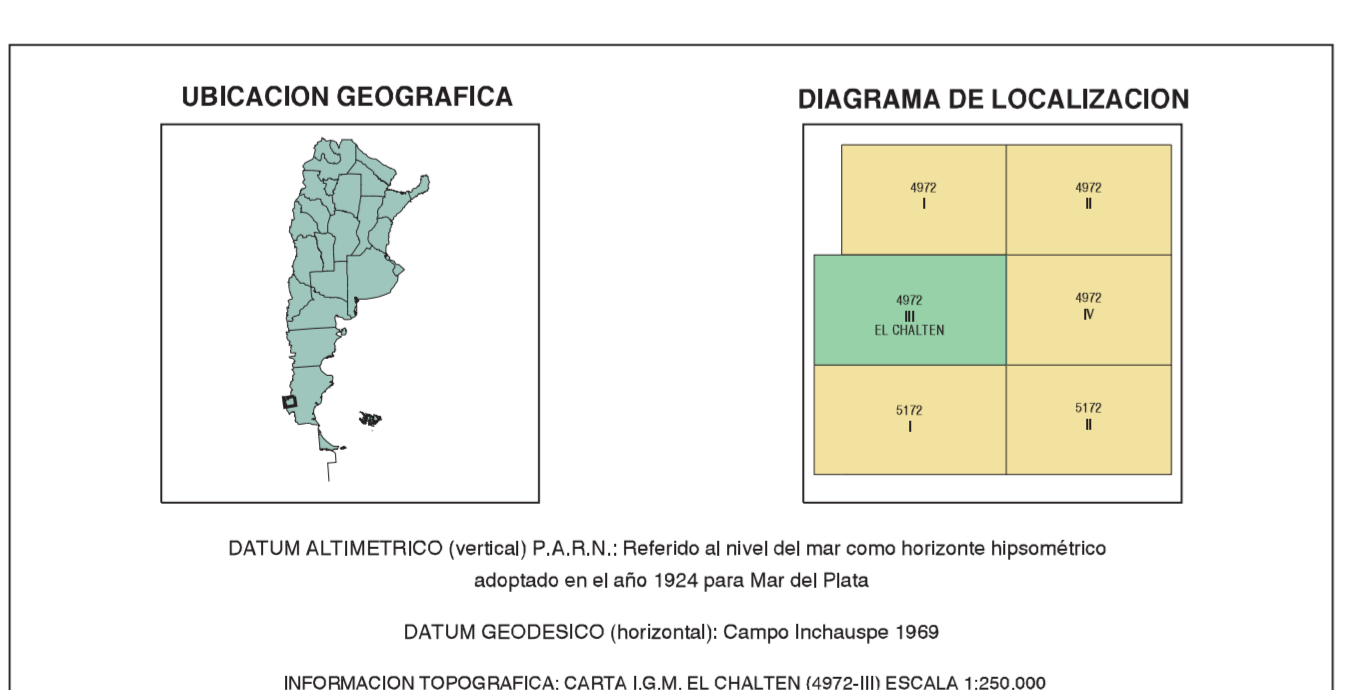 UBICACION GEOGRAFICA
DIAGRAMA DE LOCALIZACION
4972
I
4972
II
4972
III
EL CHALTEN
4972
IV
5172
I
5172
II
DATUM ALTIMETRICO (vertical) P.A.R.N.: Referido al nivel del mar como horizonte hipsométrico
adoptado en el año 1924 para Mar del Plata
DATUM GEODESICO (horizontal): Campo Inchauspe 1969
INFORMACION TOPOGRAFICA: CARTA I.G.M. EL CHALTEN (4972-III) ESCALA 1:250.000